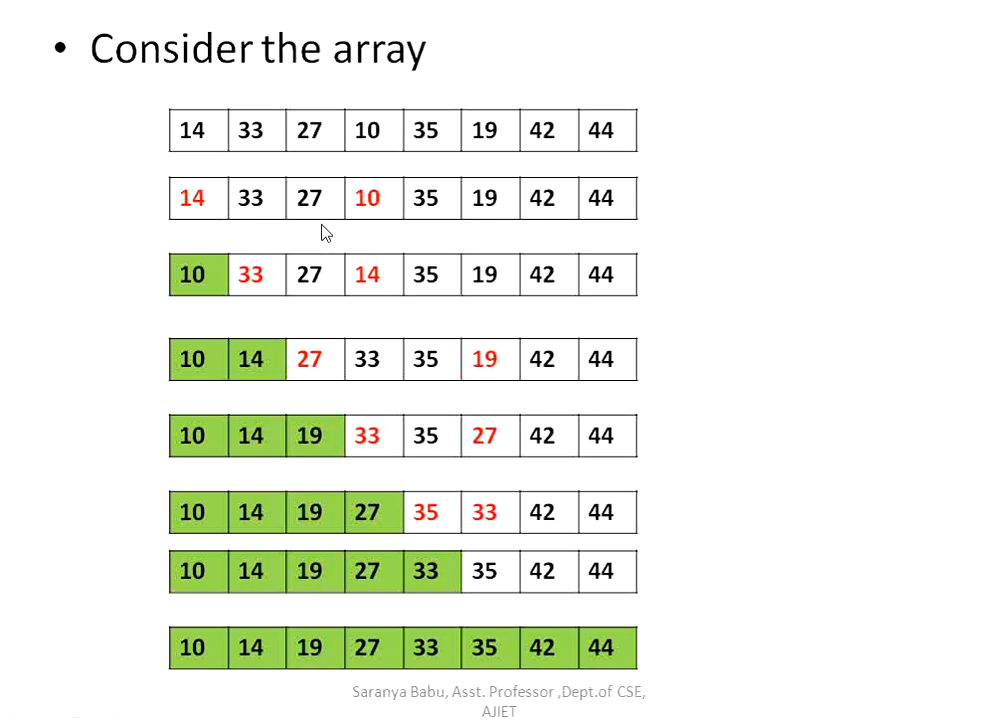 • Consider the array
14 33 27 10 35 19 42 44
14 33 27 10 35 19 42 44
10 33 27 14 35 19 42 44
10 14 27 33 35 19 42 44
10 14 19 33 35 27 42 44
10 14 19 27 35 33 42 44
10 14 19 27 33 35 42 44
10 14 19 27 33 35 42 44
Saranya Babu, Asst. Professor ,Dept.of CSE,
AJIET